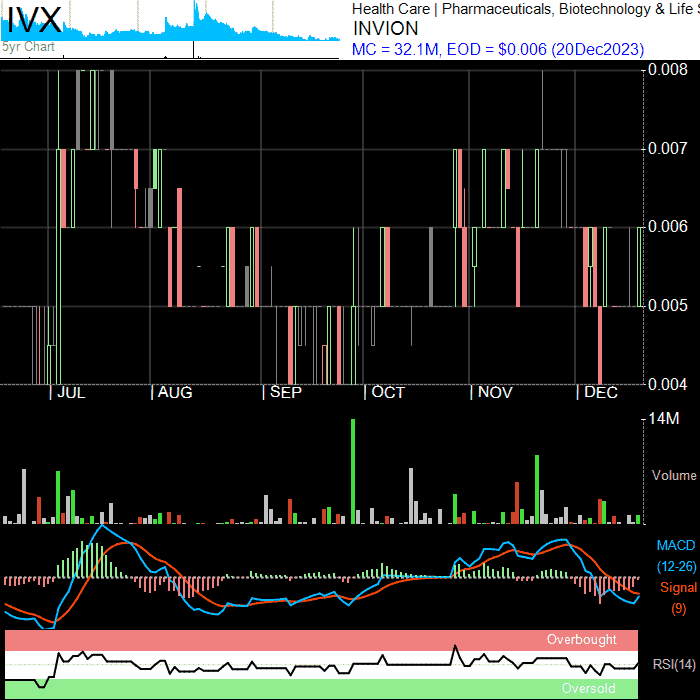 IVX
5yr Chart
Health Care | Pharmaceuticals, Biotechnology & Life S
INVION
MC = 32.1M, EOD = $0.006 (20Dec2023)
0.008
0.007
0.006
0.005
0.004
| JUL | AUG | SEP | OCT | NOV | DEC
14M
Volume
MACD
(12-26)
Signal
(9)
Overbought
RSI(14)
Oversold